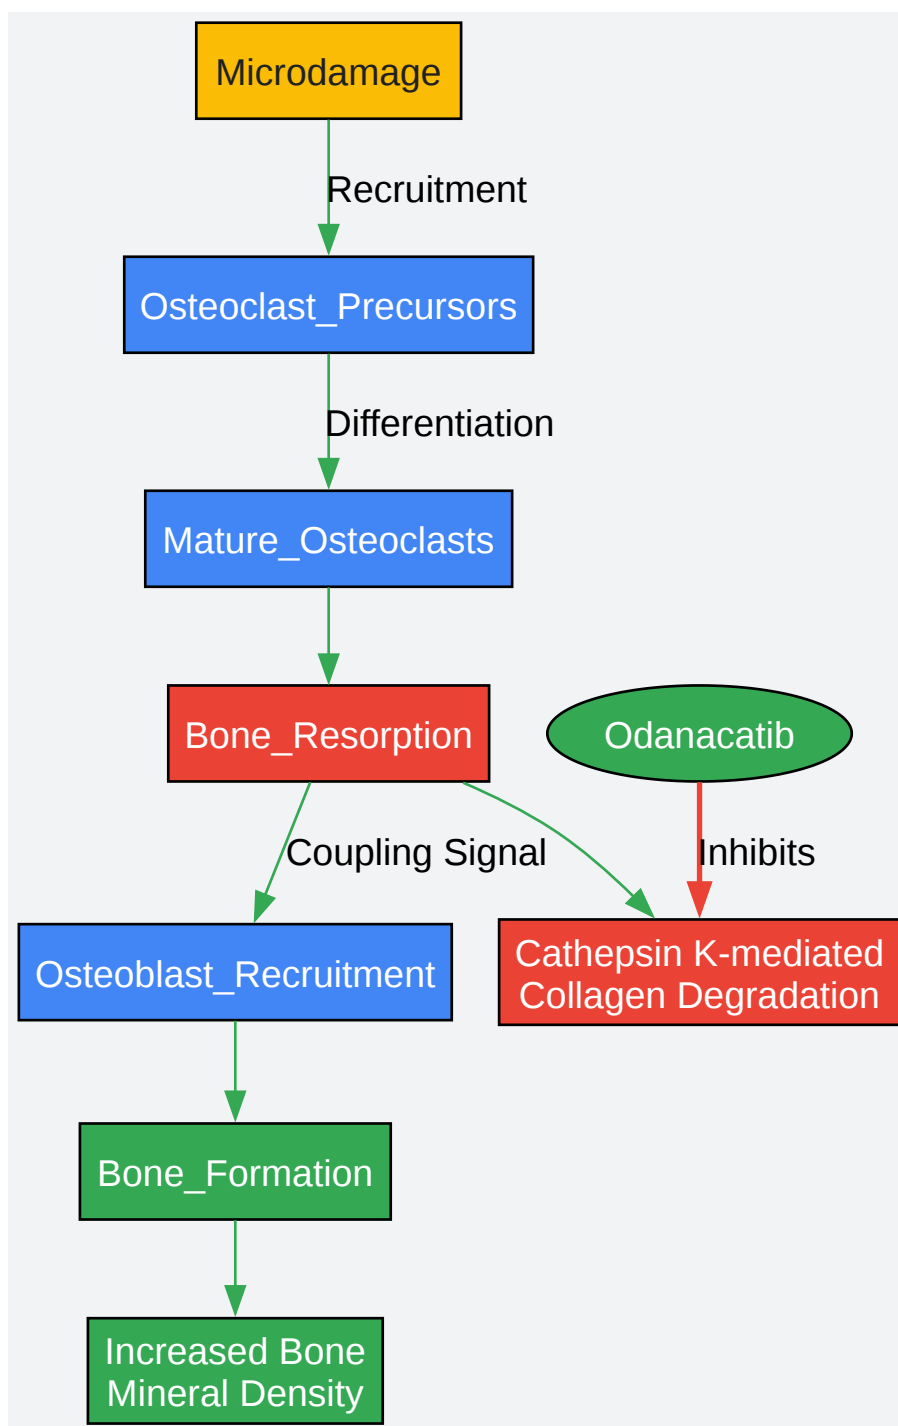 Microdamage
Recruitment
Osteoclast_Precursors
Differentiation
Mature_Osteoclasts
Bone_Resorption
Odanacatib
Coupling Signal
Inhibits
Osteoblast_Recruitment
Cathepsin K-mediated
Collagen Degradation
Bone_Formation
Increased Bone
Mineral Density